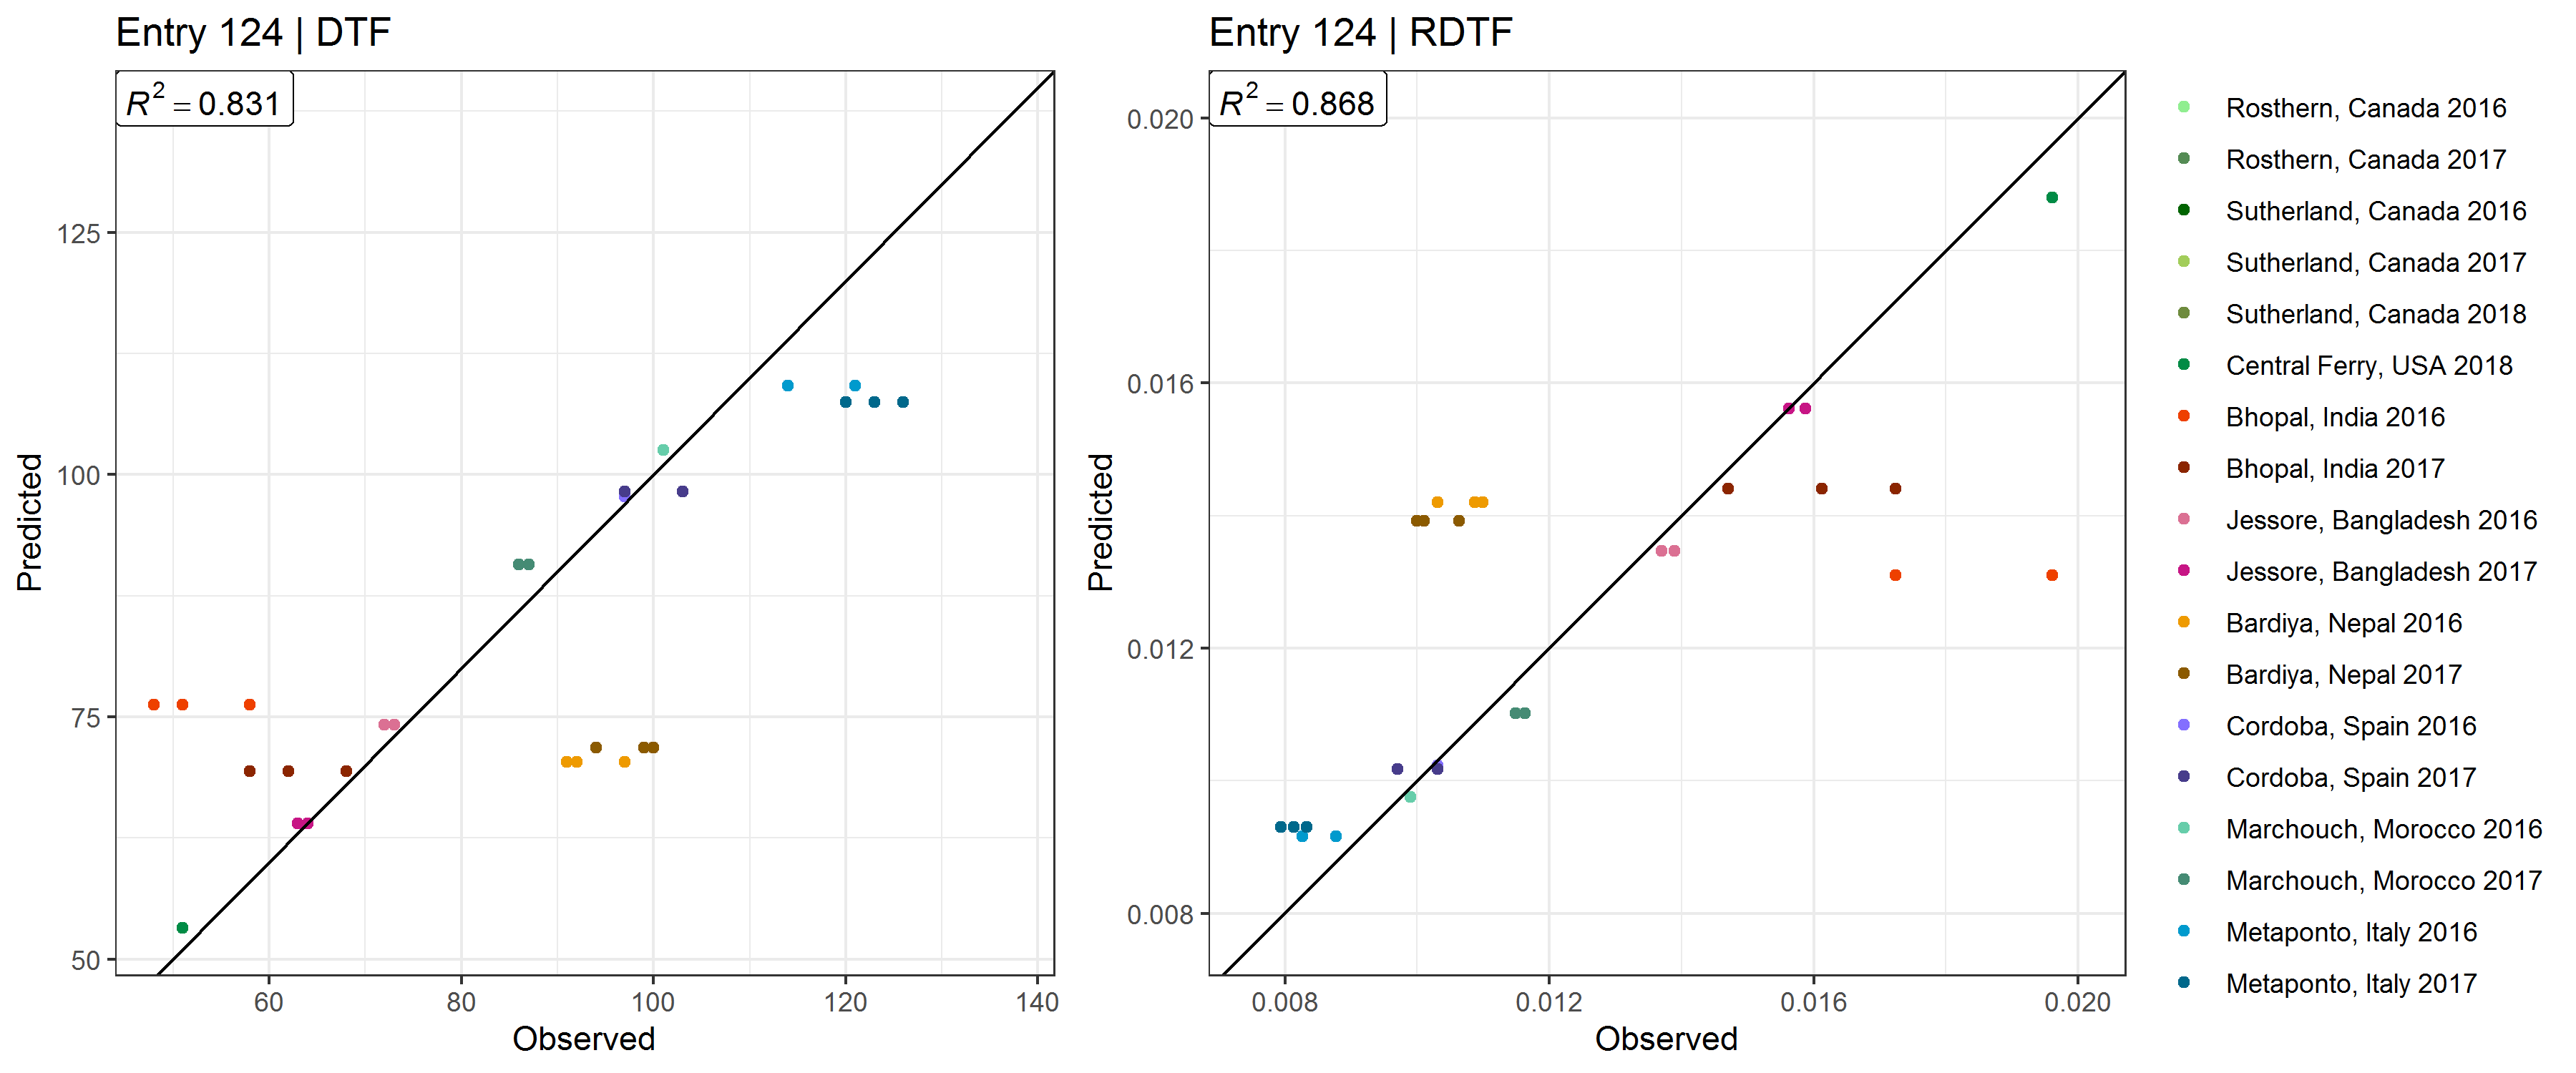 Entry 124 | DTF
R² = 0.831
125
100
75
50
60 80 100 120 140
Observed
Predicted
Entry 124 | RDTF
R² = 0.868
0.020
0.016
0.012
0.008
0.008 0.012 0.016 0.020
Observed
Predicted
Rosthern, Canada 2016
Rosthern, Canada 2017
Sutherland, Canada 2016
Sutherland, Canada 2017
Sutherland, Canada 2018
Central Ferry, USA 2018
Bhopal, India 2016
Bhopal, India 2017
Jessore, Bangladesh 2016
Jessore, Bangladesh 2017
Bardiya, Nepal 2016
Bardiya, Nepal 2017
Cordoba, Spain 2016
Cordoba, Spain 2017
Marchouch, Morocco 2016
Marchouch, Morocco 2017
Metaponto, Italy 2016
Metaponto, Italy 2017